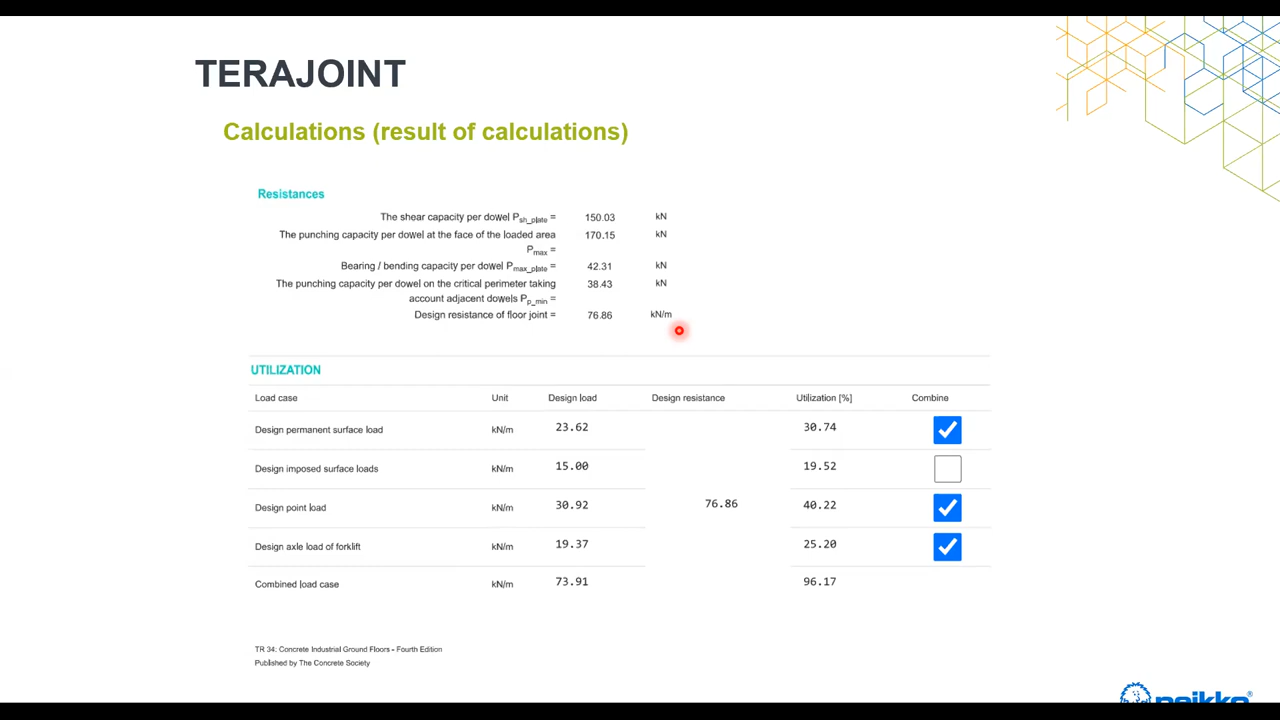 TERAJOINT
Calculations (result of calculations)
Resistances
The shear capacity per dowel Psh_plate = 150.03 kN
The punching capacity per dowel at the face of the loaded area 170.15 kN
Pmax =
Bearing / bending capacity per dowel Pmax_plate = 42.31 kN
The punching capacity per dowel on the critical perimeter taking 38.43 kN
account adjacent dowels Pp_min =
Design resistance of floor joint = 76.86 kN/m
UTILIZATION
Load case Unit Design load Design resistance Utilization [%] Combine
Design permanent surface load kN/m 23.62 30.74
Design imposed surface loads kN/m 15.00 19.52
Design point load kN/m 30.92 76.86 40.22
Design axle load of forklift kN/m 19.37 25.20
Combined load case kN/m 73.91 96.17
TR 34: Concrete Industrial Ground Floors - Fourth Edition
Published by The Concrete Society
peikko®